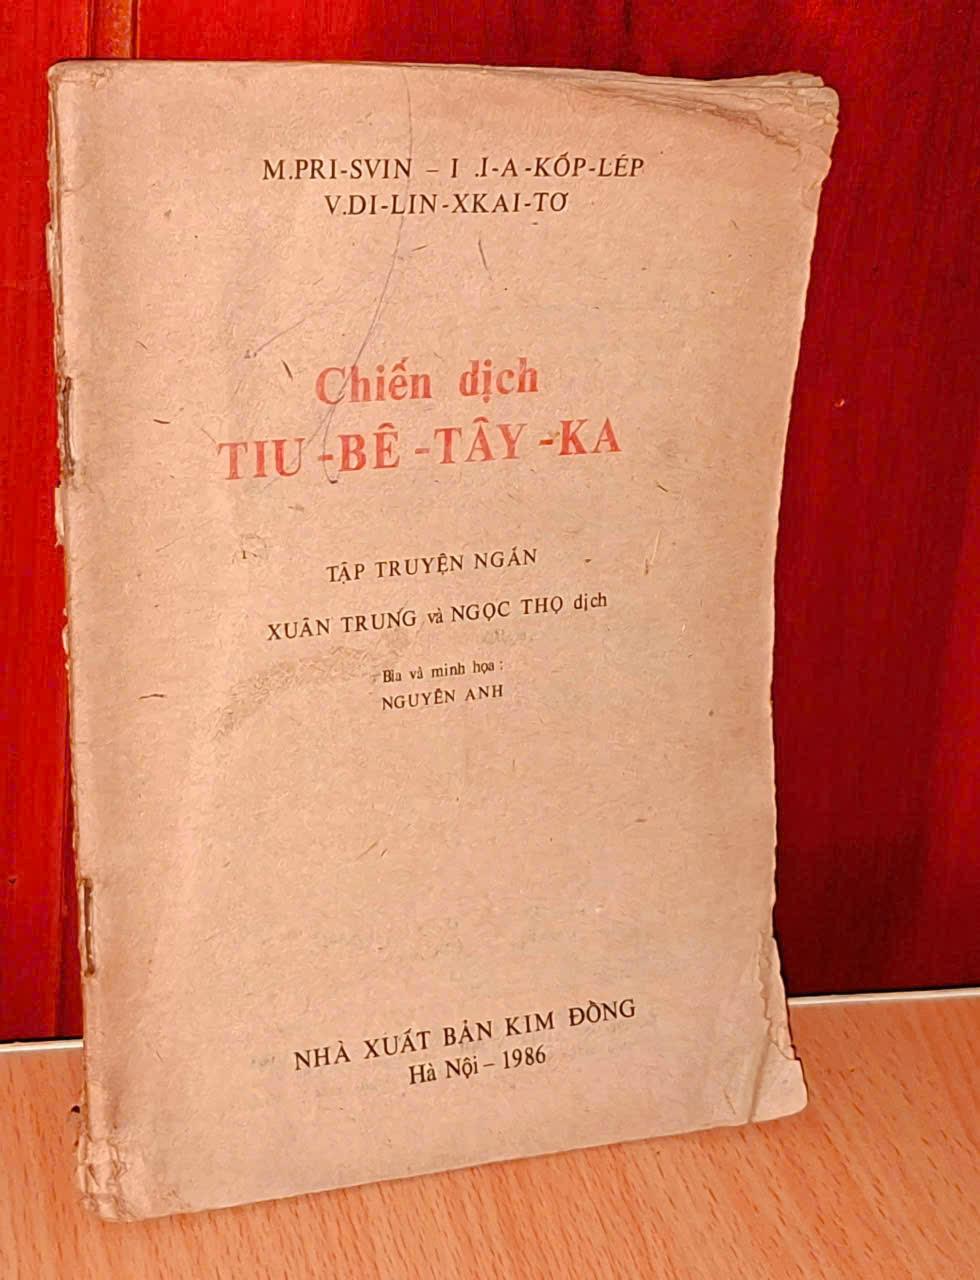 M.PRI-SVIN – I .I-A-KỐP-LÉP
V.DI-LIN-XKAI-TƠ
Chiến dịch
TIU-BÊ-TÂY-KA
TẬP TRUYỆN NGẮN
XUÂN TRUNG và NGỌC THỌ dịch
Bìa và minh họa :
NGUYÊN ANH
NHÀ XUẤT BẢN KIM ĐỒNG
Hà Nội – 1986